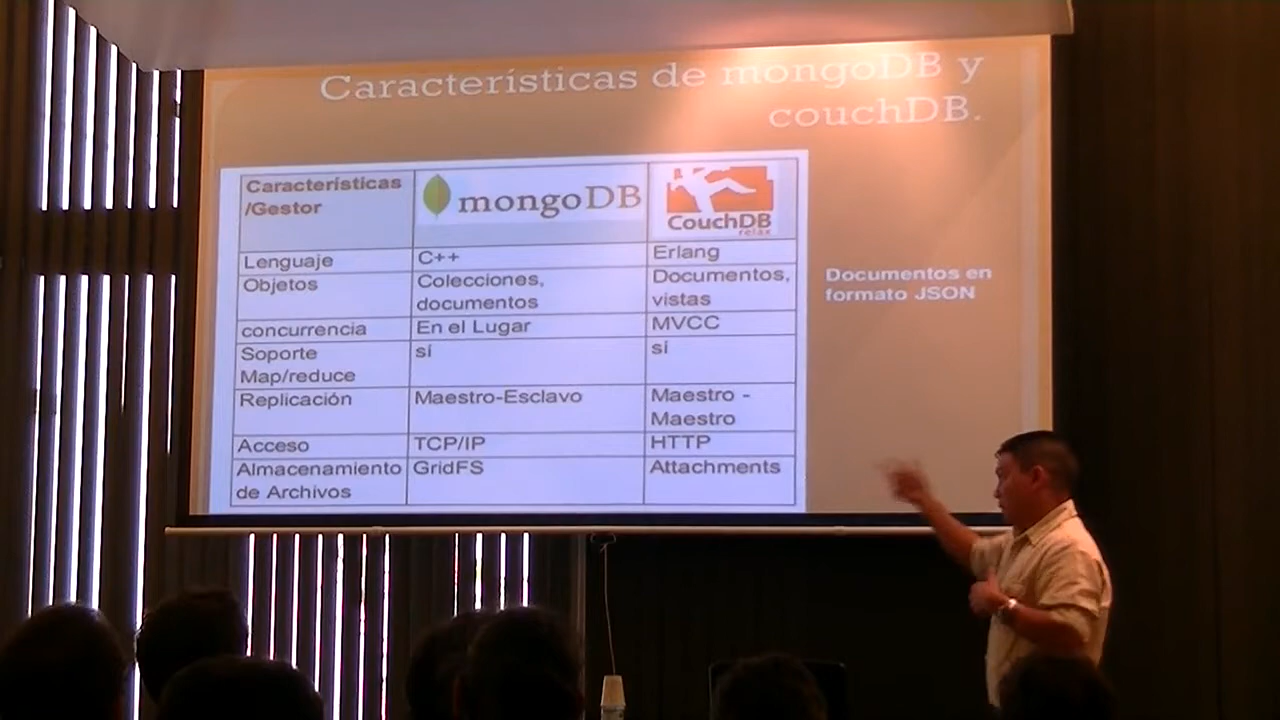 Características de mongoDB y
couchDB.
Características
/Gestor
mongoDB
CouchDB
relax
Lenguaje
C++
Erlang
Objetos
Colecciones,
documentos
Documentos,
vistas
concurrencia
En el Lugar
MVCC
Soporte
Map/reduce
sí
sí
Replicación
Maestro-Esclavo
Maestro -
Maestro
Acceso
TCP/IP
HTTP
Almacenamiento
de Archivos
GridFS
Attachments
Documentos en
formato JSON